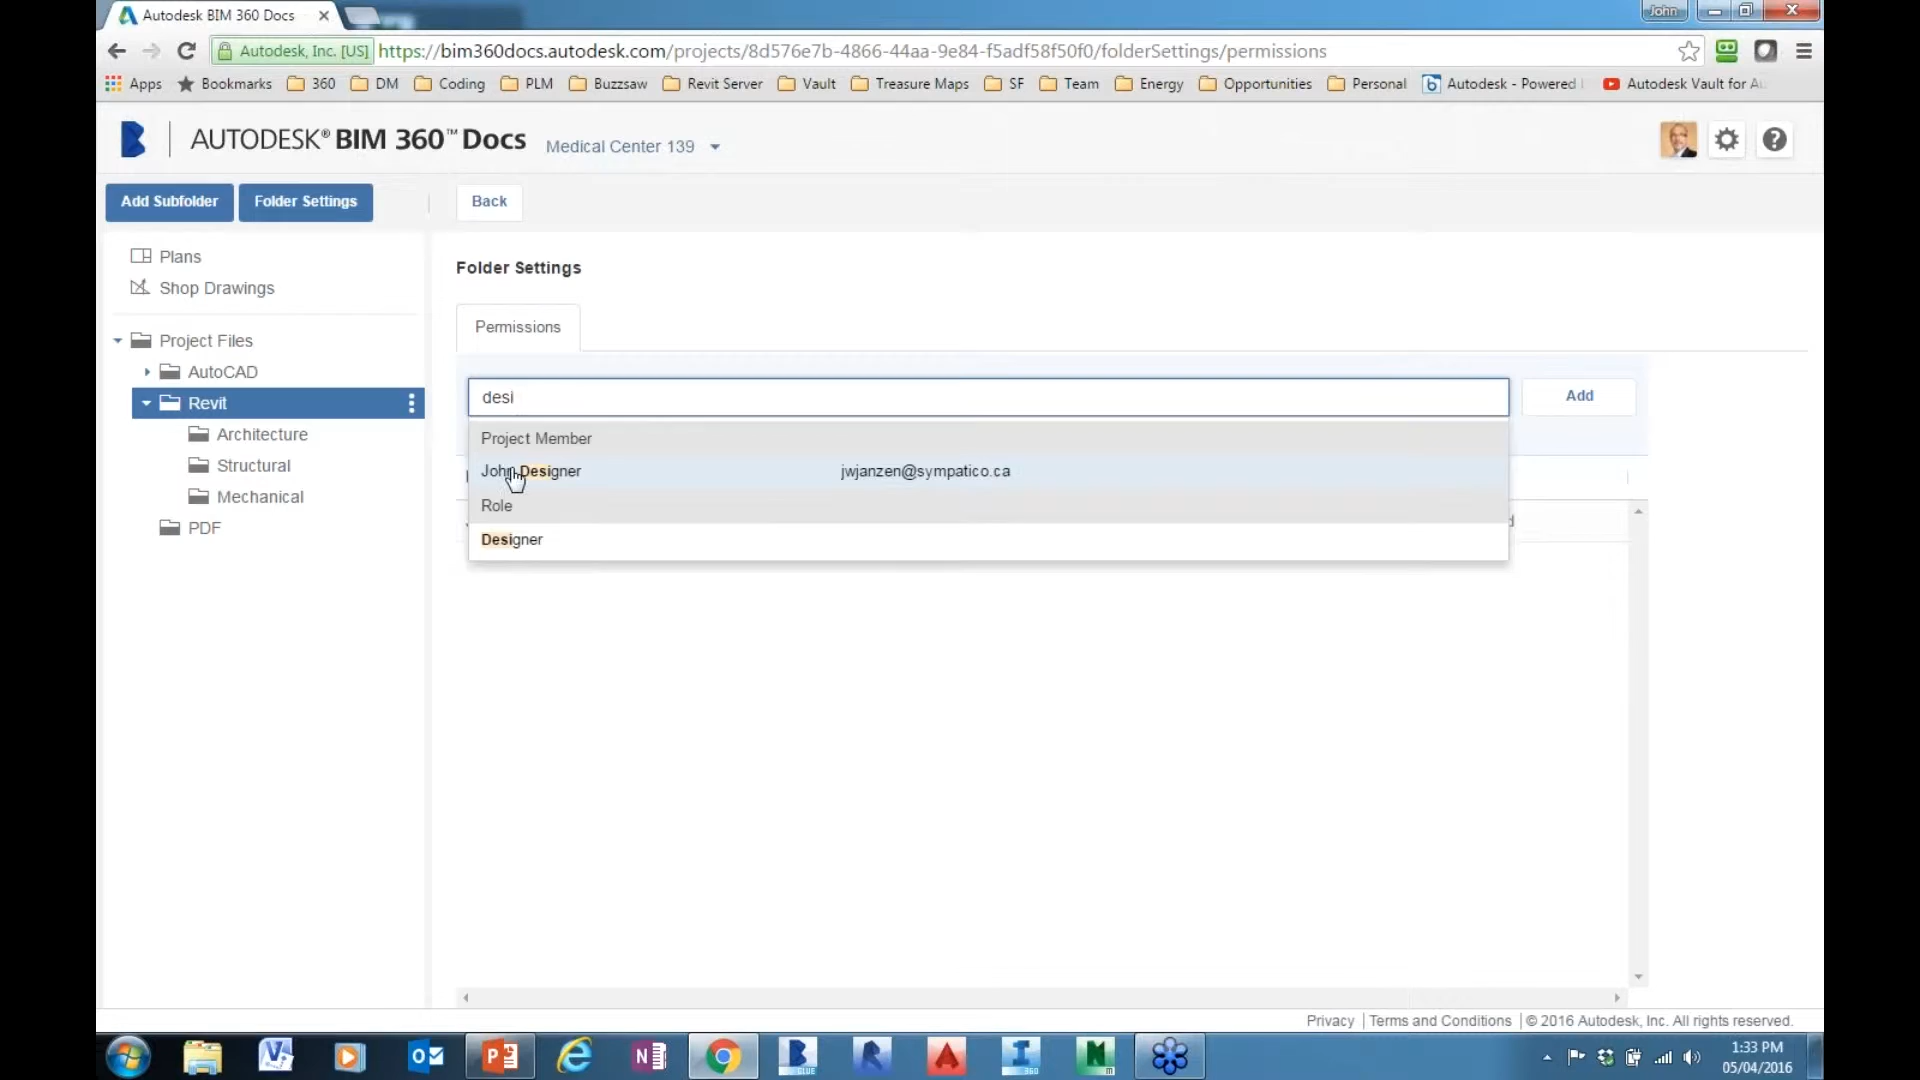 Autodesk BIM 360 Docs
John
Autodesk, Inc. [US] https://bim360docs.autodesk.com/projects/8d576e7b-4866-44aa-9e84-f5adf58f50f0/folderSettings/permissions
Apps Bookmarks 360 DM Coding PLM Buzzsaw Revit Server Vault Treasure Maps SF Team Energy Opportunities Personal Autodesk - Powered Autodesk Vault for
AUTODESK® BIM 360™ Docs Medical Center 139
Add Subfolder Folder Settings Back
Plans
Shop Drawings
Project Files
AutoCAD
Revit
Architecture
Structural
Mechanical
PDF
Folder Settings
Permissions
desi
Add
Project Member
John Designer jwjanzen@sympatico.ca
Role
Designer
Privacy | Terms and Conditions | © 2016 Autodesk, Inc. All rights reserved.
1:33 PM
05/04/2016